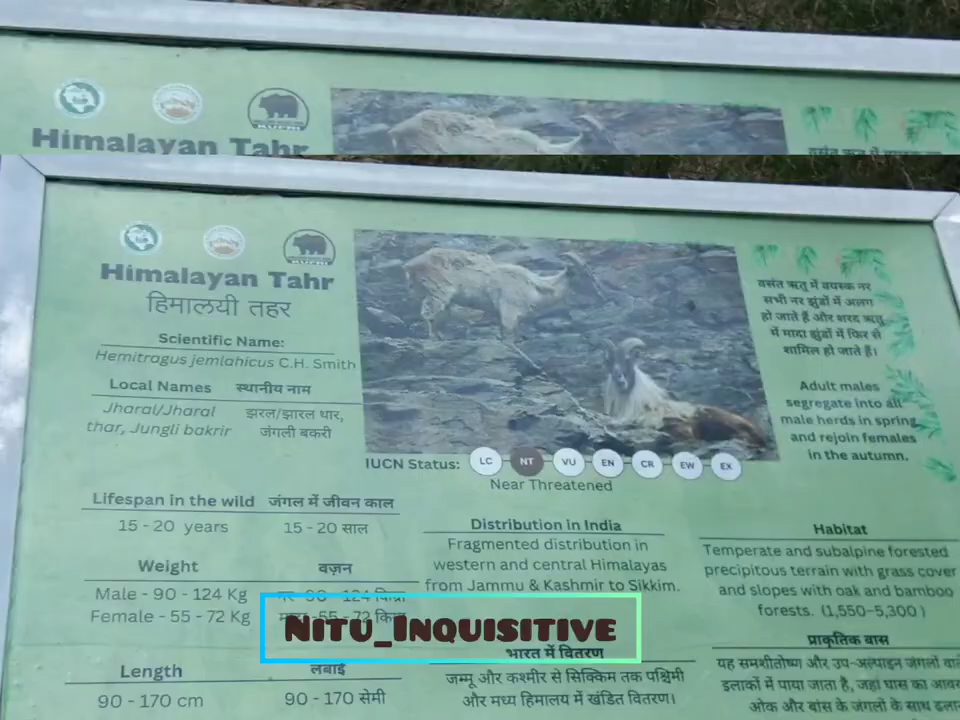 KUFRI
Himalayan Tahr
KUFRI
Himalayan Tahr
हिमालयी तहर
Scientific Name:
Hemitragus jemlahicus C.H. Smith
Local Names स्थानीय नाम
Jharal/Jharal झरल/झारल थार,
thar, Jungli bakrir जंगली बकरी
वसंत ऋतु में वयस्क नर
सभी नर झुंडों में अलग
हो जाते हैं और शरद ऋतु
में मादा झुंडों में फिर से
शामिल हो जाते हैं।
Adult males
segregate into all
male herds in spring
and rejoin females
in the autumn.
IUCN Status: LC NT VU EN CR EW EX
Near Threatened
Lifespan in the wild जंगल में जीवन काल
15 - 20 years 15 - 20 साल
Weight वज़न
Male - 90 - 124 Kg नर - 90 - 124 किग्रा
Female - 55 - 72 Kg मादा - 55 - 72
Length लंबाई
90 - 170 cm 90 - 170 सेमी
Distribution in India
Fragmented distribution in
western and central Himalayas
from Jammu & Kashmir to Sikkim.
Nitu_Inquisitive
भारत में वितरण
जम्मू और कश्मीर से सिक्किम तक पश्चिमी
और मध्य हिमालय में खंडित वितरण।
Habitat
Temperate and subalpine forested
precipitous terrain with grass cover
and slopes with oak and bamboo
forests. (1,550-5,300 )
प्राकृतिक वास
यह समशीतोष्ण और उप-अल्पाइन जंगलों वाले
इलाकों में पाया जाता है, जहां घास का
ओक और बांस के जंगलों के साथ